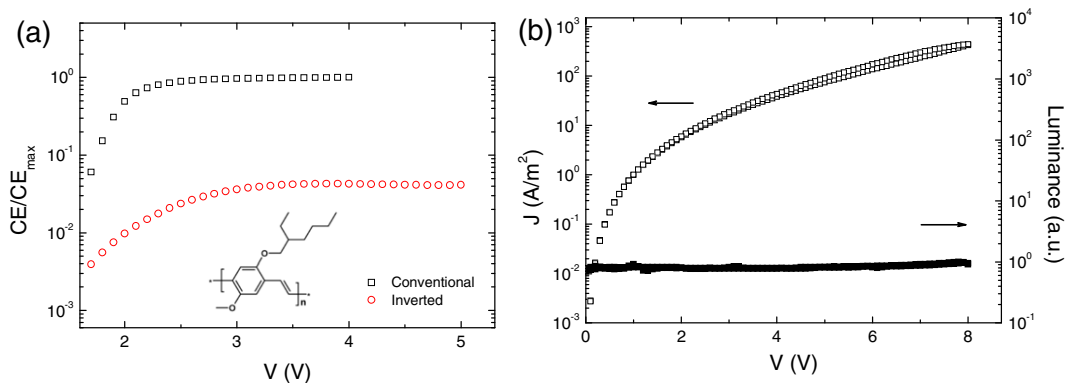 (a)
10⁰
10⁻¹
10⁻²
10⁻³
CE/CE_max
2 3 4 5
V (V)
O
O
n
Conventional
Inverted
(b)
10³
10²
10¹
10⁰
10⁻¹
10⁻²
10⁻³
J (A/m²)
0 2 4 6 8
V (V)
10⁴
10³
10²
10¹
10⁰
10⁻¹
Luminance (a.u.)